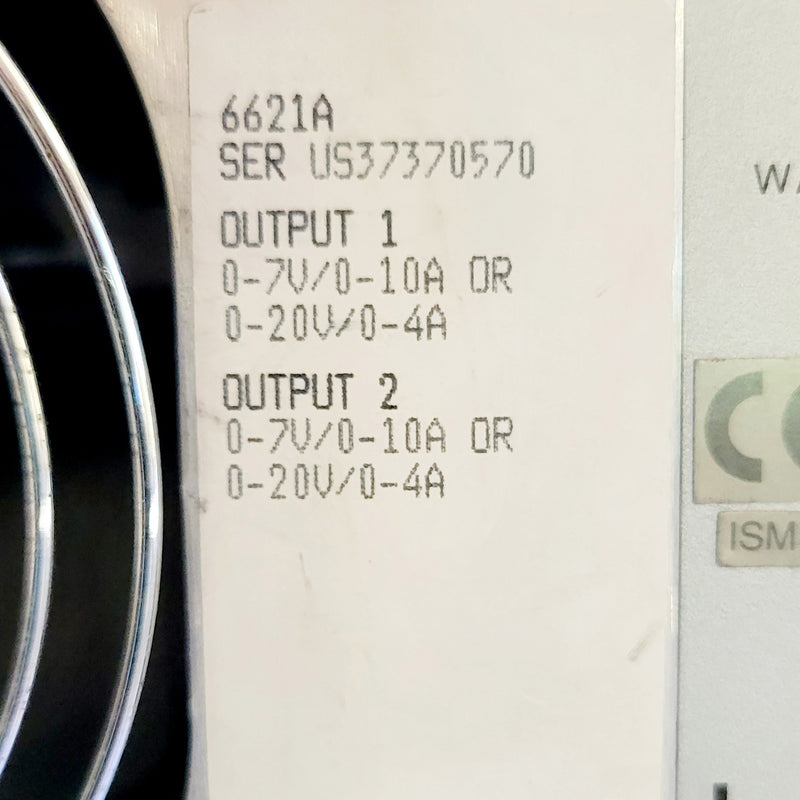 6621A
SER US37370570
OUTPUT 1
0-7V/0-10A OR
0-20V/0-4A
OUTPUT 2
0-7V/0-10A OR
0-20V/0-4A
ISM